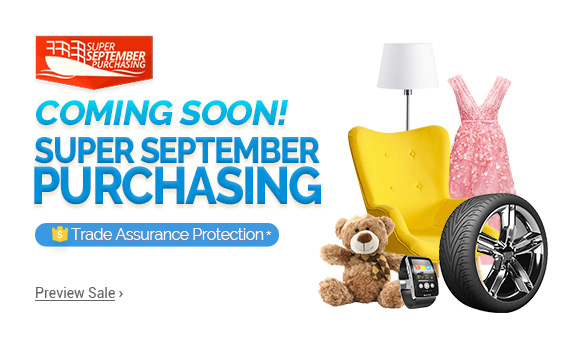 SUPER
SEPTEMBER
PURCHASING
COMING SOON!
SUPER SEPTEMBER
PURCHASING
$ Trade Assurance Protection *
Preview Sale ›